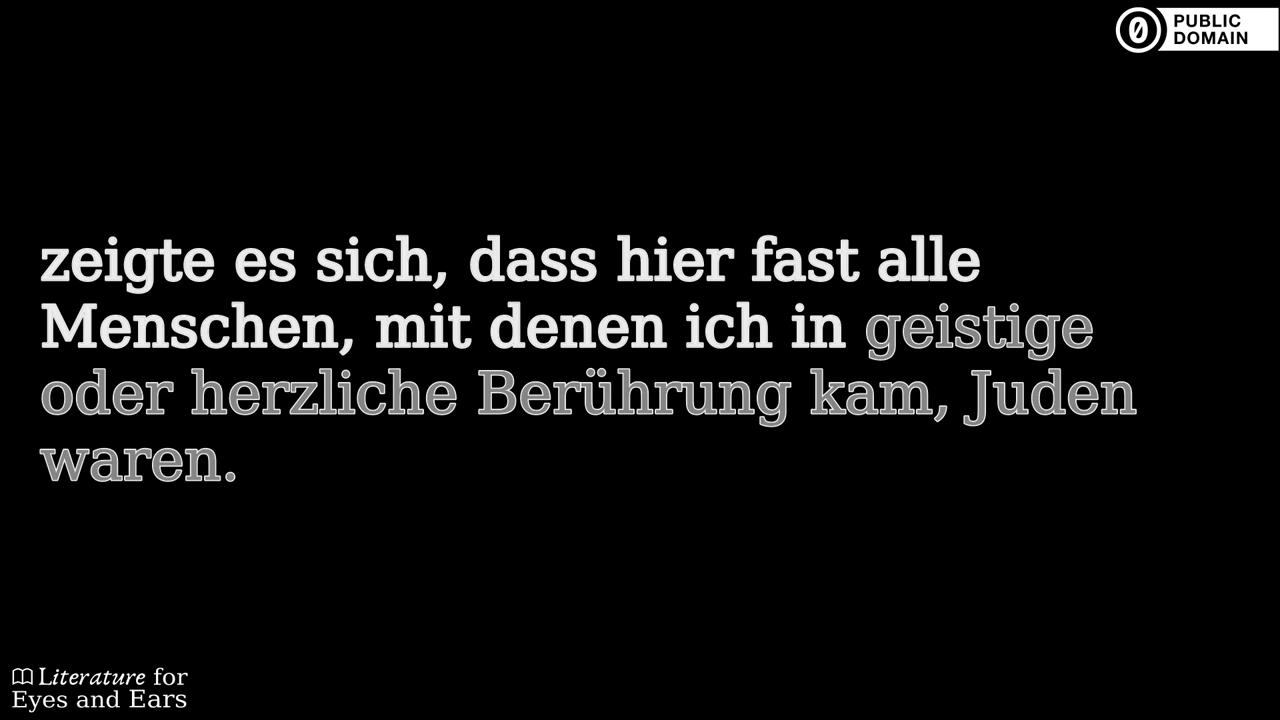 PUBLIC
DOMAIN
zeigte es sich, dass hier fast alle
Menschen, mit denen ich in geistige
oder herzliche Berührung kam, Juden
waren.
Literature for
Eyes and Ears